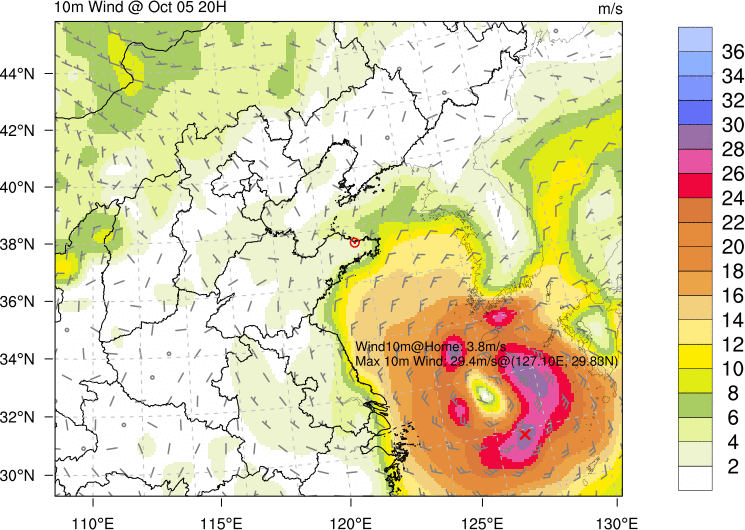 10m Wind @ Oct 05 20H
m/s
44°N
42°N
40°N
38°N
36°N
34°N
32°N
30°N
110°E
115°E
120°E
125°E
130°E
Wind10m@Home: 3.8m/s
Max 10m Wind: 29.4m/s@(127.10E, 29.83N)
36
34
32
30
28
26
24
22
20
18
16
14
12
10
8
6
4
2